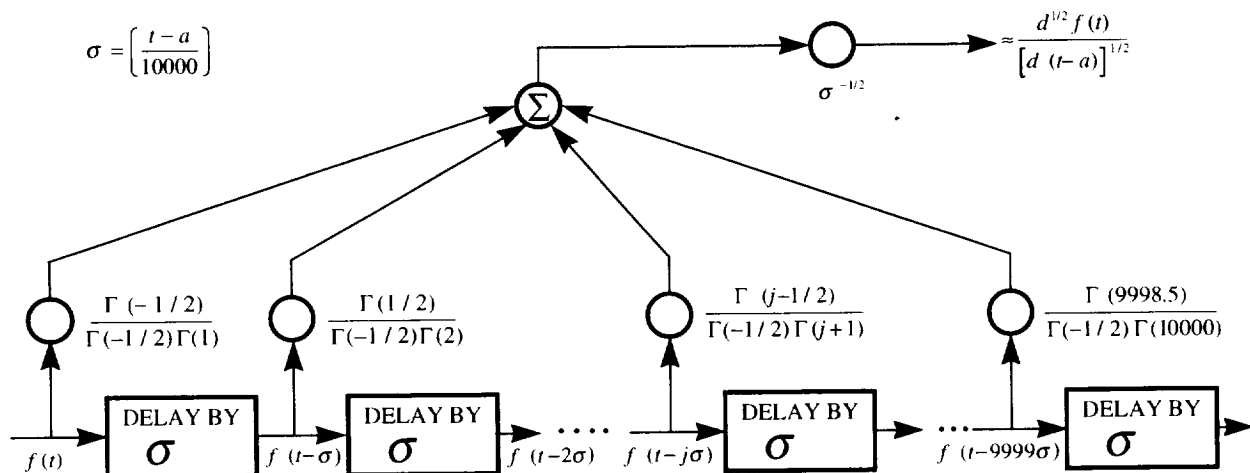 σ = (t − a / 10000)
≈ d^{1/2} f (t) / [d (t−a)]^{1/2}
σ^{−1/2}
Σ
Γ (−1 / 2) / Γ(−1 / 2) Γ(1)
Γ (1 / 2) / Γ(−1 / 2) Γ(2)
Γ (j−1 / 2) / Γ(−1 / 2) Γ (j+1)
Γ (9998.5) / Γ(−1 / 2) Γ(10000)
DELAY BY
σ
DELAY BY
σ
DELAY BY
σ
DELAY BY
σ
f (t)
f (t−σ)
f (t−2σ)
f (t−jσ)
f (t−9999σ)